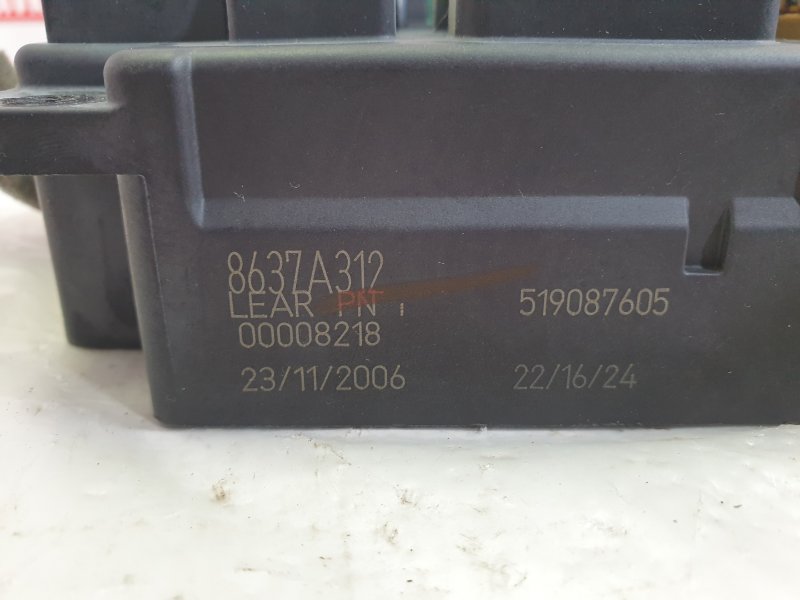 8637A312
LEAR PN : 519087605
00008218
23/11/2006 22/16/24